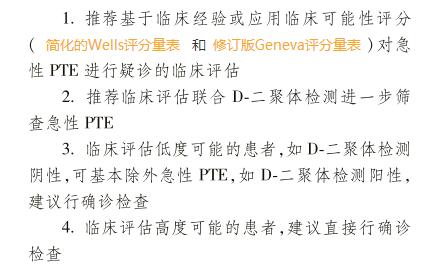 1. 推荐基于临床经验或应用临床可能性评分
( 简化的Wells评分量表 和 修订版Geneva评分量表 )对急
性 PTE 进行疑诊的临床评估
2. 推荐临床评估联合 D-二聚体检测进一步筛
查急性 PTE
3. 临床评估低度可能的患者,如 D-二聚体检测
阴性,可基本除外急性 PTE,如 D-二聚体检测阳性,
建议行确诊检查
4. 临床评估高度可能的患者,建议直接行确诊
检查